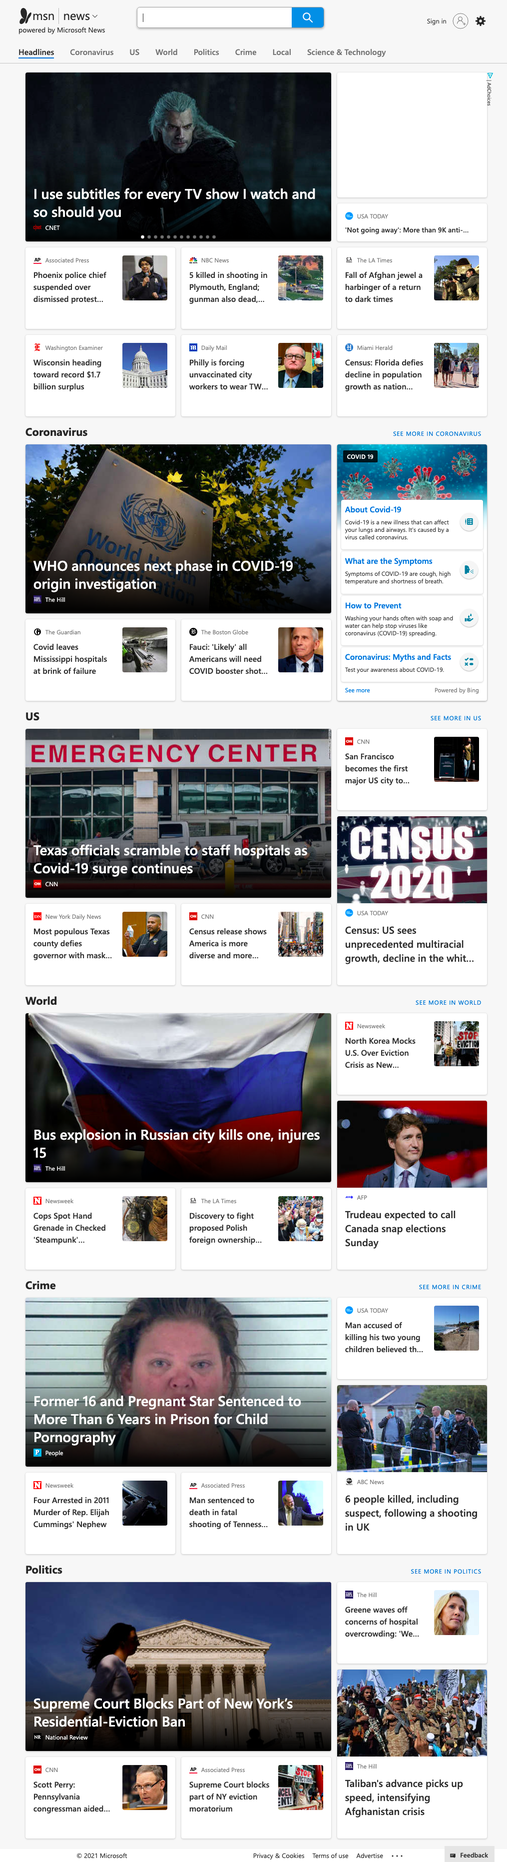 msn news
powered by Microsoft News
Sign in
Headlines Coronavirus US World Politics Crime Local Science & Technology
I use subtitles for every TV show I watch and
so should you
CNET
AdChoices
USA TODAY
'Not going away': More than 9K anti-...
Associated Press
Phoenix police chief
suspended over
dismissed protest...
NBC News
5 killed in shooting in
Plymouth, England;
gunman also dead,...
The LA Times
Fall of Afghan jewel a
harbinger of a return
to dark times
Washington Examiner
Wisconsin heading
toward record $1.7
billion surplus
Daily Mail
Philly is forcing
unvaccinated city
workers to wear TW...
Miami Herald
Census: Florida defies
decline in population
growth as nation...
Coronavirus
SEE MORE IN CORONAVIRUS
World Health
Organization
WHO announces next phase in COVID-19
origin investigation
The Hill
COVID 19
About Covid-19
Covid-19 is a new illness that can affect
your lungs and airways. It's caused by a
virus called coronavirus.
What are the Symptoms
Symptoms of COVID-19 are cough, high
temperature and shortness of breath.
How to Prevent
Washing your hands often with soap and
water can help stop viruses like
coronavirus (COVID-19) spreading.
Coronavirus: Myths and Facts
Test your awareness about COVID-19.
See more
Powered by Bing
The Guardian
Covid leaves
Mississippi hospitals
at brink of failure
The Boston Globe
Fauci: 'Likely' all
Americans will need
COVID booster shot...
US
SEE MORE IN US
EMERGENCY CENTER
Texas officials scramble to staff hospitals as
Covid-19 surge continues
CNN
CNN
San Francisco
becomes the first
major US city to...
CENSUS
2020
USA TODAY
Census: US sees
unprecedented multiracial
growth, decline in the whit...
New York Daily News
Most populous Texas
county defies
governor with mask...
CNN
Census release shows
America is more
diverse and more...
World
SEE MORE IN WORLD
Bus explosion in Russian city kills one, injures
15
The Hill
Newsweek
North Korea Mocks
U.S. Over Eviction
Crisis as New...
STOP
EVICTION
AFP
Trudeau expected to call
Canada snap elections
Sunday
Newsweek
Cops Spot Hand
Grenade in Checked
'Steampunk'...
The LA Times
Discovery to fight
proposed Polish
foreign ownership...
Crime
SEE MORE IN CRIME
Former 16 and Pregnant Star Sentenced to
More Than 6 Years in Prison for Child
Pornography
People
USA TODAY
Man accused of
killing his two young
children believed th...
ABC News
6 people killed, including
suspect, following a shooting
in UK
Newsweek
Four Arrested in 2011
Murder of Rep. Elijah
Cummings' Nephew
Associated Press
Man sentenced to
death in fatal
shooting of Tenness...
Politics
SEE MORE IN POLITICS
Supreme Court Blocks Part of New York's
Residential-Eviction Ban
NR National Review
The Hill
Greene waves off
concerns of hospital
overcrowding: 'We...
The Hill
Taliban's advance picks up
speed, intensifying
Afghanistan crisis
CNN
Scott Perry:
Pennsylvania
congressman aided...
Associated Press
Supreme Court blocks
part of NY eviction
moratorium
© 2021 Microsoft
Privacy & Cookies Terms of use Advertise ...
Feedback